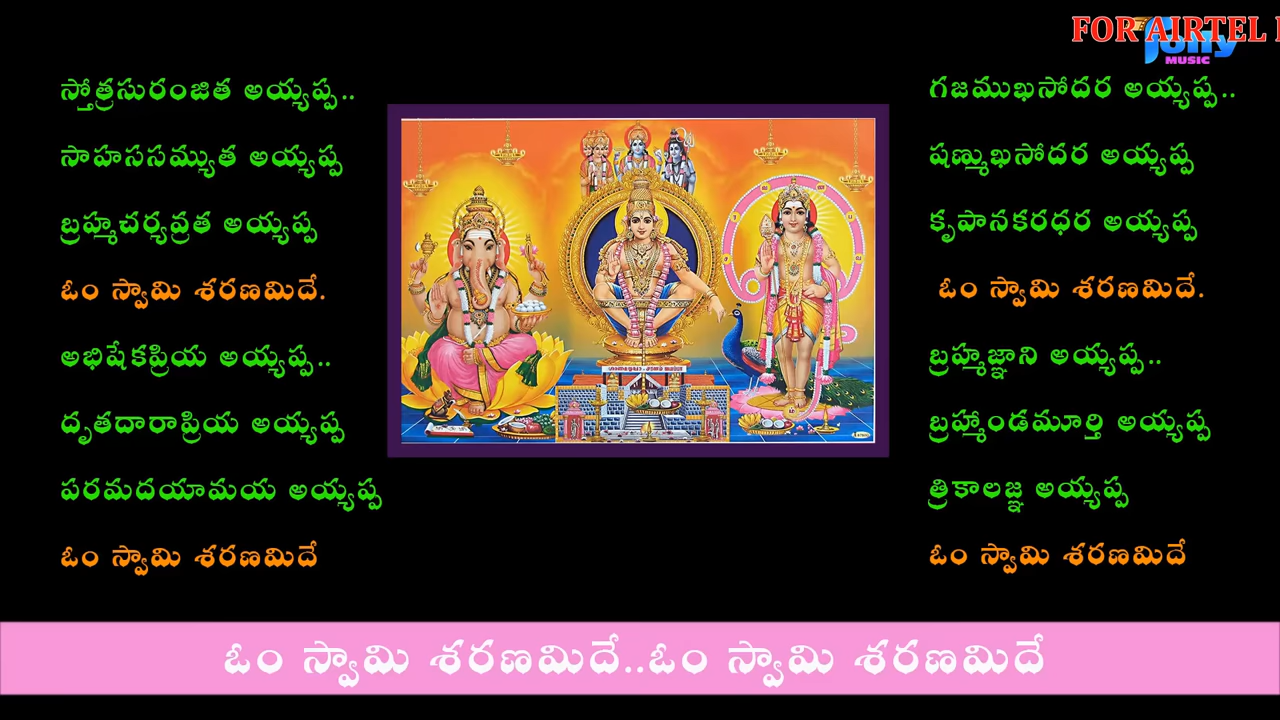 FOR AIRTEL
Jolly
MUSIC
స్తోత్రసురంజిత అయ్యప్ప..
సాహససమ్యుత అయ్యప్ప
బ్రహ్మచర్యవ్రత అయ్యప్ప
ఓం స్వామి శరణమిదే.
అభిషేకప్రియ అయ్యప్ప..
దృతదారాప్రియ అయ్యప్ప
పరమదయామయ అయ్యప్ప
ఓం స్వామి శరణమిదే
గజముఖసోదర అయ్యప్ప..
షణ్ముఖసోదర అయ్యప్ప
కృపానకరధర అయ్యప్ప
ఓం స్వామి శరణమిదే.
బ్రహ్మజ్ఞాని అయ్యప్ప..
బ్రహ్మాండమూర్తి అయ్యప్ప
త్రికాలజ్ఞ అయ్యప్ప
ఓం స్వామి శరణమిదే
ఓం స్వామి శరణమిదే..ఓం స్వామి శరణమిదే